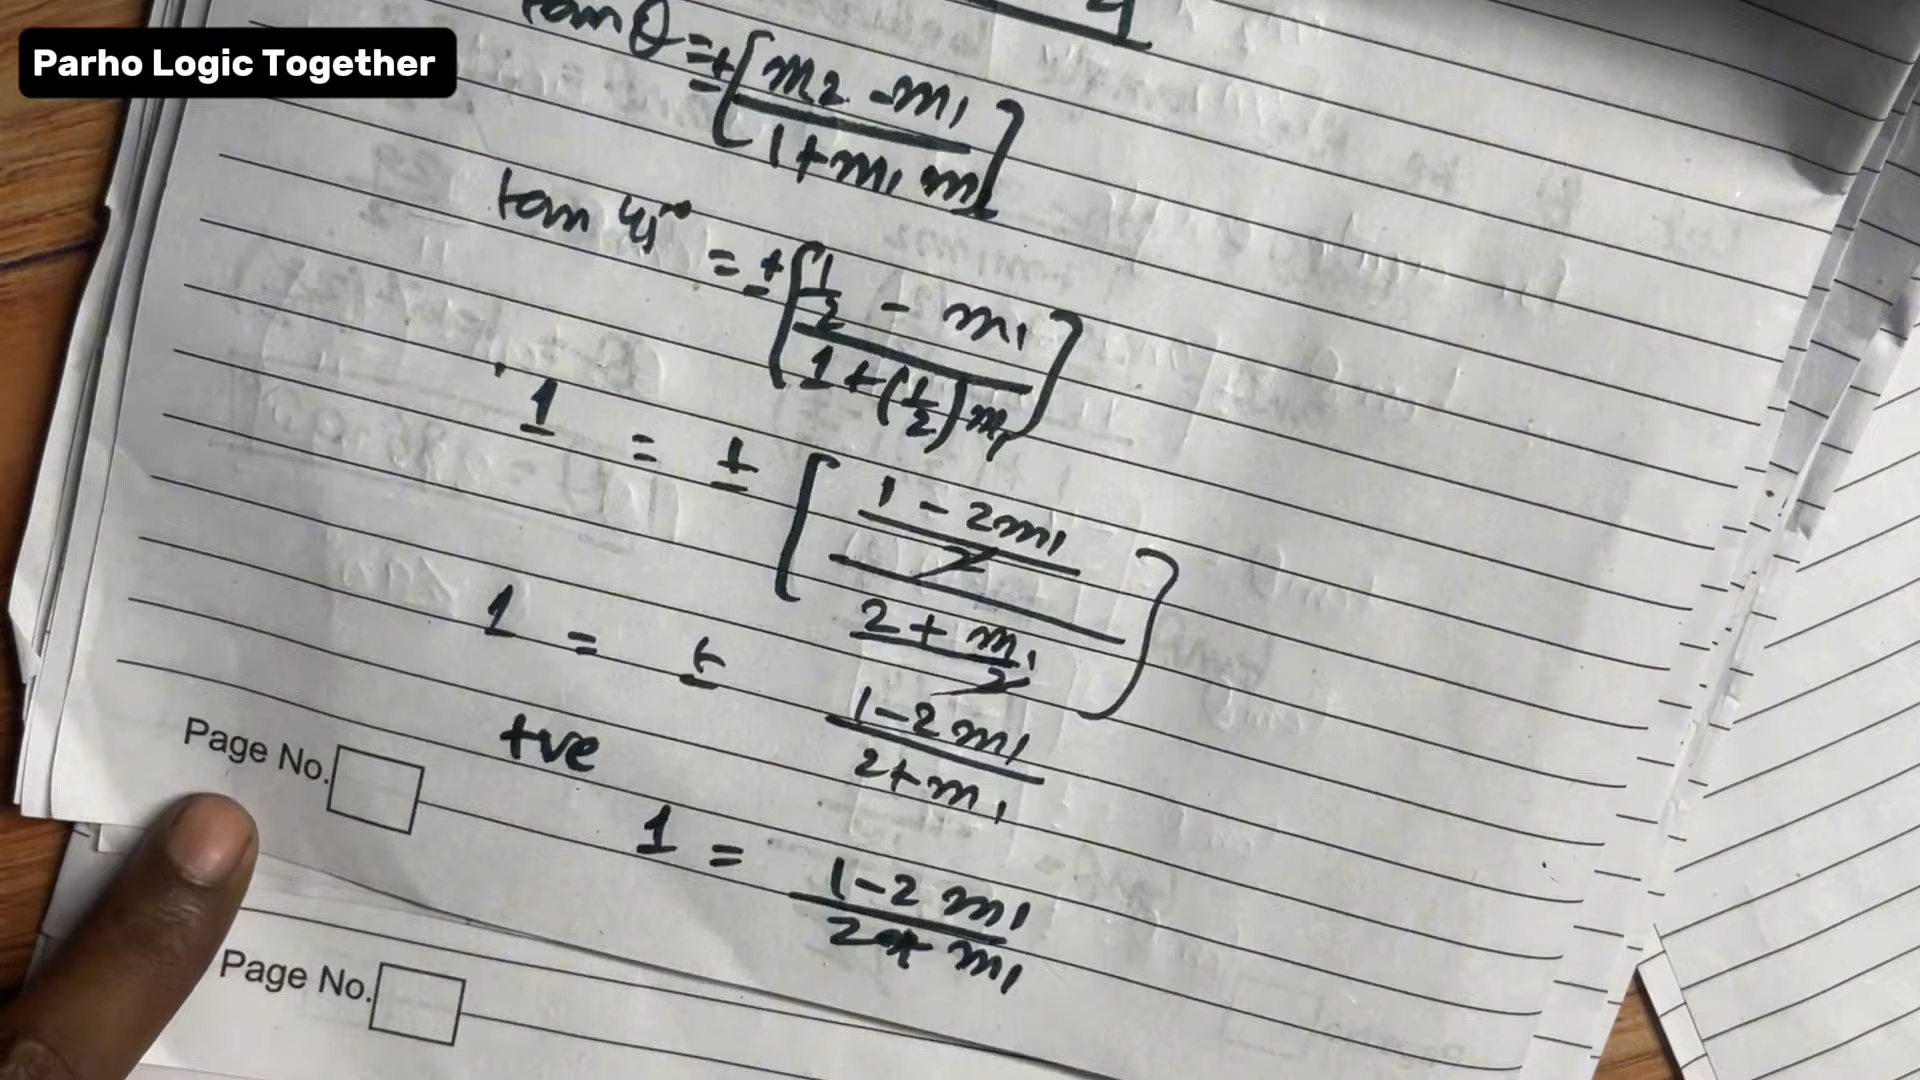 Parho Logic Together
tan θ = ± [ m2 - m1 / 1 + m1 m2 ]
tan 45° = ± [ 1/2 - m1 / 1 + (1/2) m1 ]
1 = ± [ 1 - 2m1 / 2 / 2 + m1 / 2 ]
1 = ± 1 - 2m1 / 2 + m1
+ve
Page No.
1 = 1 - 2 m1 / 2 + m1
Page No.